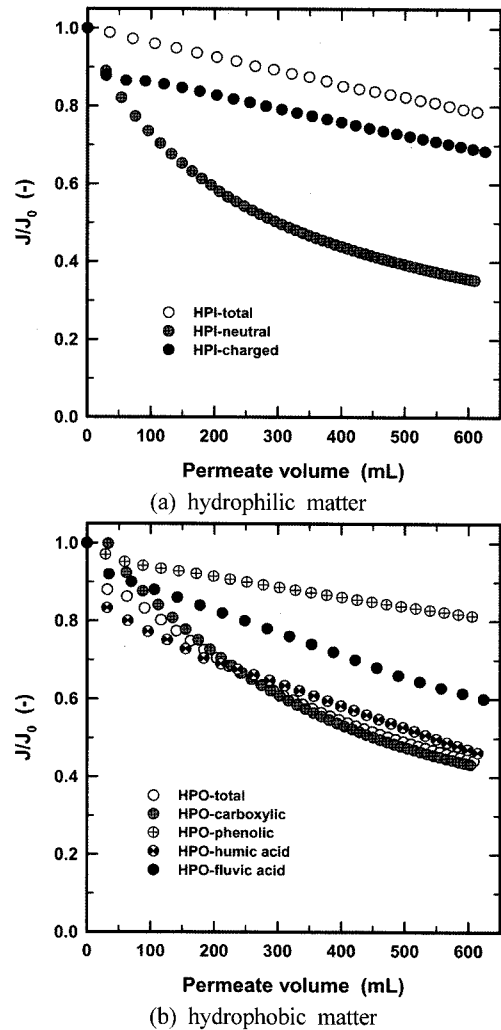 1.0
0.8
0.6
0.4
0.2
0.0
J/J₀ (-)
HPI-total
HPI-neutral
HPI-charged
0 100 200 300 400 500 600
Permeate volume (mL)
(a) hydrophilic matter
1.0
0.8
0.6
0.4
0.2
0.0
J/J₀ (-)
HPO-total
HPO-carboxylic
HPO-phenolic
HPO-humic acid
HPO-fluvic acid
0 100 200 300 400 500 600
Permeate volume (mL)
(b) hydrophobic matter